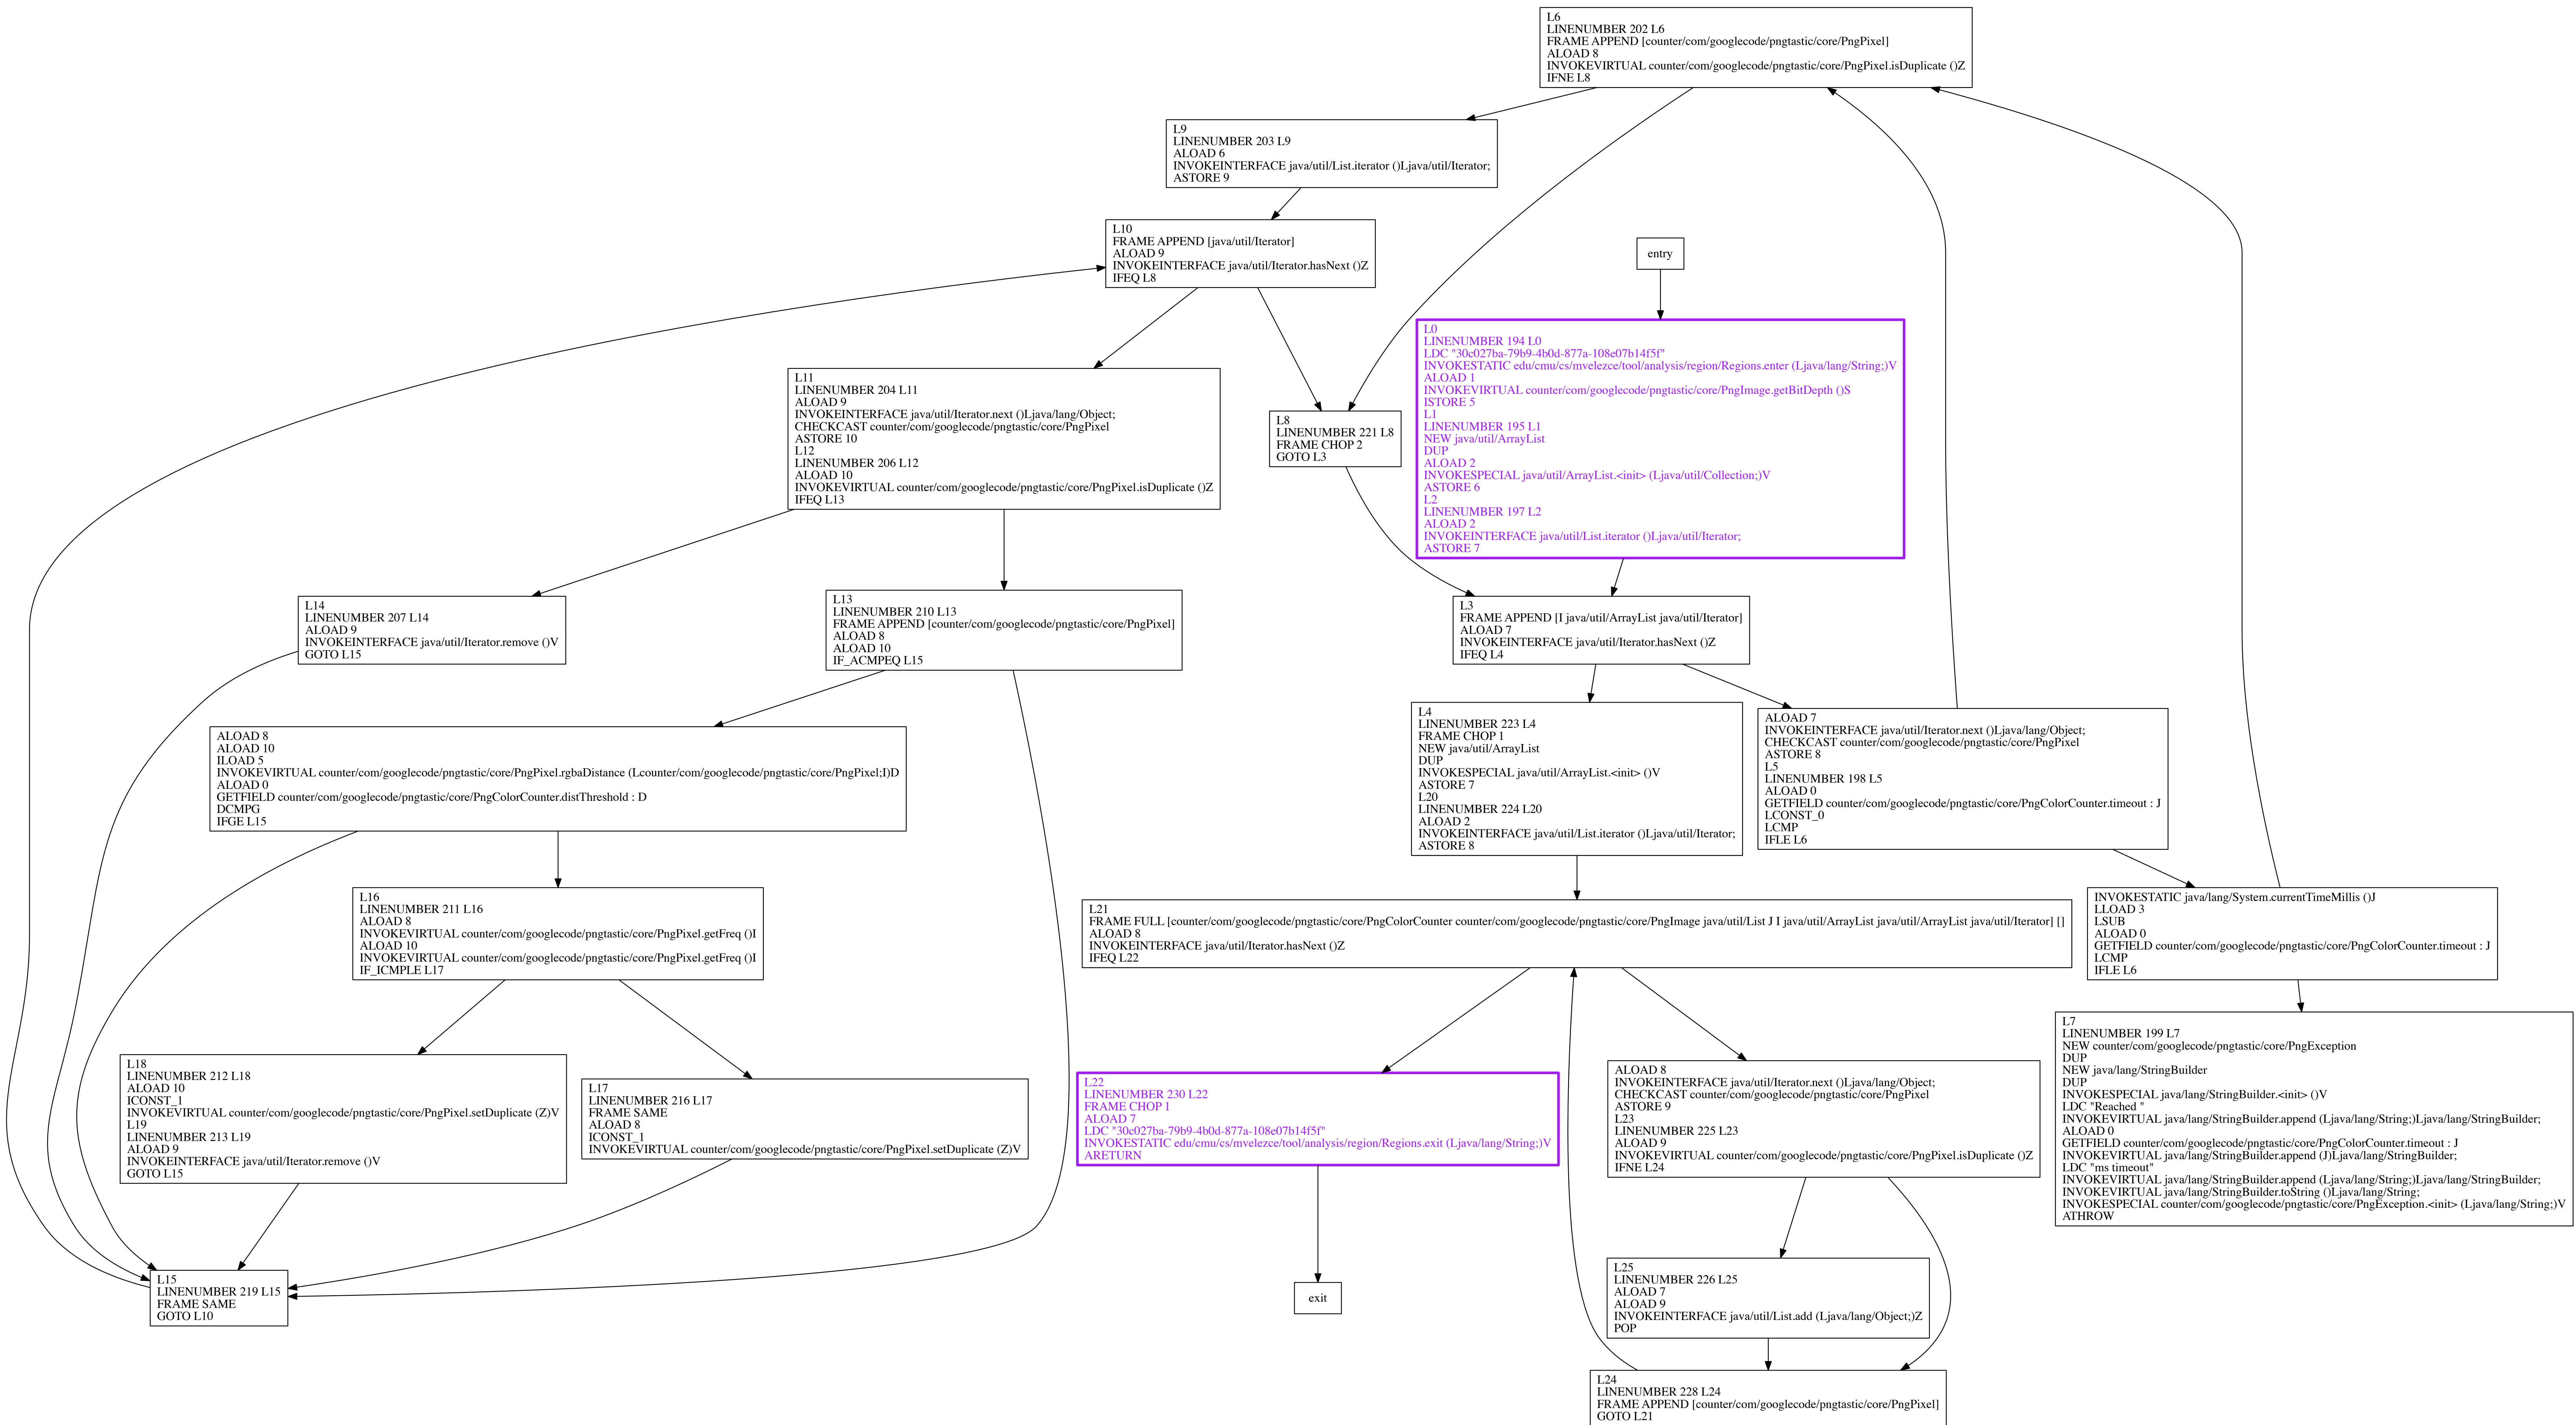 L6
LINENUMBER 202 L6
FRAME APPEND [counter/com/googlecode/pngtastic/core/PngPixel]
ALOAD 8
INVOKEVIRTUAL counter/com/googlecode/pngtastic/core/PngPixel.isDuplicate ()Z
IFNE L8
L9
LINENUMBER 203 L9
ALOAD 6
INVOKEINTERFACE java/util/List.iterator ()Ljava/util/Iterator;
ASTORE 9
L10
FRAME APPEND [java/util/Iterator]
ALOAD 9
INVOKEINTERFACE java/util/Iterator.hasNext ()Z
IFEQ L8
entry
L0
LINENUMBER 194 L0
LDC "30c027ba-79b9-4b0d-877a-108e07b14f5f"
INVOKESTATIC edu/cmu/cs/mvelezce/tool/analysis/region/Regions.enter (Ljava/lang/String;)V
ALOAD 1
INVOKEVIRTUAL counter/com/googlecode/pngtastic/core/PngImage.getBitDepth ()S
ISTORE 5
L1
LINENUMBER 195 L1
NEW java/util/ArrayList
DUP
ALOAD 2
INVOKESPECIAL java/util/ArrayList.<init> (Ljava/util/Collection;)V
ASTORE 6
L2
LINENUMBER 197 L2
ALOAD 2
INVOKEINTERFACE java/util/List.iterator ()Ljava/util/Iterator;
ASTORE 7
L11
LINENUMBER 204 L11
ALOAD 9
INVOKEINTERFACE java/util/Iterator.next ()Ljava/lang/Object;
CHECKCAST counter/com/googlecode/pngtastic/core/PngPixel
ASTORE 10
L12
LINENUMBER 206 L12
ALOAD 10
INVOKEVIRTUAL counter/com/googlecode/pngtastic/core/PngPixel.isDuplicate ()Z
IFEQ L13
L8
LINENUMBER 221 L8
FRAME CHOP 2
GOTO L3
L14
LINENUMBER 207 L14
ALOAD 9
INVOKEINTERFACE java/util/Iterator.remove ()V
GOTO L15
L13
LINENUMBER 210 L13
FRAME APPEND [counter/com/googlecode/pngtastic/core/PngPixel]
ALOAD 8
ALOAD 10
IF_ACMPEQ L15
L3
FRAME APPEND [I java/util/ArrayList java/util/Iterator]
ALOAD 7
INVOKEINTERFACE java/util/Iterator.hasNext ()Z
IFEQ L4
ALOAD 8
ALOAD 10
ILOAD 5
INVOKEVIRTUAL counter/com/googlecode/pngtastic/core/PngPixel.rgbaDistance (Lcounter/com/googlecode/pngtastic/core/PngPixel;I)D
ALOAD 0
GETFIELD counter/com/googlecode/pngtastic/core/PngColorCounter.distThreshold : D
DCMPG
IFGE L15
L4
LINENUMBER 223 L4
FRAME CHOP 1
NEW java/util/ArrayList
DUP
INVOKESPECIAL java/util/ArrayList.<init> ()V
ASTORE 7
L20
LINENUMBER 224 L20
ALOAD 2
INVOKEINTERFACE java/util/List.iterator ()Ljava/util/Iterator;
ASTORE 8
ALOAD 7
INVOKEINTERFACE java/util/Iterator.next ()Ljava/lang/Object;
CHECKCAST counter/com/googlecode/pngtastic/core/PngPixel
ASTORE 8
L5
LINENUMBER 198 L5
ALOAD 0
GETFIELD counter/com/googlecode/pngtastic/core/PngColorCounter.timeout : J
LCONST_0
LCMP
IFLE L6
L16
LINENUMBER 211 L16
ALOAD 8
INVOKEVIRTUAL counter/com/googlecode/pngtastic/core/PngPixel.getFreq ()I
ALOAD 10
INVOKEVIRTUAL counter/com/googlecode/pngtastic/core/PngPixel.getFreq ()I
IF_ICMPLE L17
L21
FRAME FULL [counter/com/googlecode/pngtastic/core/PngColorCounter counter/com/googlecode/pngtastic/core/PngImage java/util/List J I java/util/ArrayList java/util/ArrayList java/util/Iterator] []
ALOAD 8
INVOKEINTERFACE java/util/Iterator.hasNext ()Z
IFEQ L22
INVOKESTATIC java/lang/System.currentTimeMillis ()J
LLOAD 3
LSUB
ALOAD 0
GETFIELD counter/com/googlecode/pngtastic/core/PngColorCounter.timeout : J
LCMP
IFLE L6
L18
LINENUMBER 212 L18
ALOAD 10
ICONST_1
INVOKEVIRTUAL counter/com/googlecode/pngtastic/core/PngPixel.setDuplicate (Z)V
L19
LINENUMBER 213 L19
ALOAD 9
INVOKEINTERFACE java/util/Iterator.remove ()V
GOTO L15
L17
LINENUMBER 216 L17
FRAME SAME
ALOAD 8
ICONST_1
INVOKEVIRTUAL counter/com/googlecode/pngtastic/core/PngPixel.setDuplicate (Z)V
L22
LINENUMBER 230 L22
FRAME CHOP 1
ALOAD 7
LDC "30c027ba-79b9-4b0d-877a-108e07b14f5f"
INVOKESTATIC edu/cmu/cs/mvelezce/tool/analysis/region/Regions.exit (Ljava/lang/String;)V
ARETURN
ALOAD 8
INVOKEINTERFACE java/util/Iterator.next ()Ljava/lang/Object;
CHECKCAST counter/com/googlecode/pngtastic/core/PngPixel
ASTORE 9
L23
LINENUMBER 225 L23
ALOAD 9
INVOKEVIRTUAL counter/com/googlecode/pngtastic/core/PngPixel.isDuplicate ()Z
IFNE L24
L7
LINENUMBER 199 L7
NEW counter/com/googlecode/pngtastic/core/PngException
DUP
NEW java/lang/StringBuilder
DUP
INVOKESPECIAL java/lang/StringBuilder.<init> ()V
LDC "Reached "
INVOKEVIRTUAL java/lang/StringBuilder.append (Ljava/lang/String;)Ljava/lang/StringBuilder;
ALOAD 0
GETFIELD counter/com/googlecode/pngtastic/core/PngColorCounter.timeout : J
INVOKEVIRTUAL java/lang/StringBuilder.append (J)Ljava/lang/StringBuilder;
LDC "ms timeout"
INVOKEVIRTUAL java/lang/StringBuilder.append (Ljava/lang/String;)Ljava/lang/StringBuilder;
INVOKEVIRTUAL java/lang/StringBuilder.toString ()Ljava/lang/String;
INVOKESPECIAL counter/com/googlecode/pngtastic/core/PngException.<init> (Ljava/lang/String;)V
ATHROW
L15
LINENUMBER 219 L15
FRAME SAME
GOTO L10
exit
L25
LINENUMBER 226 L25
ALOAD 7
ALOAD 9
INVOKEINTERFACE java/util/List.add (Ljava/lang/Object;)Z
POP
L24
LINENUMBER 228 L24
FRAME APPEND [counter/com/googlecode/pngtastic/core/PngPixel]
GOTO L21